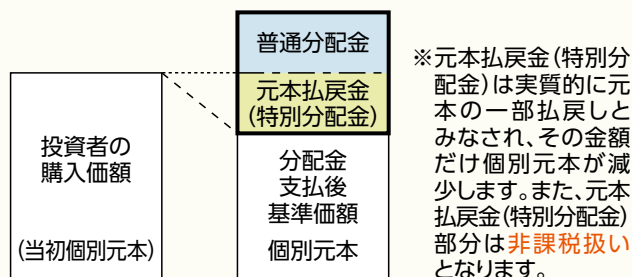 普通分配金
元本払戻金
(特別分配金)
投資者の
購入価額
(当初個別元本)
分配金
支払後
基準価額
個別元本
※元本払戻金(特別分
配金)は実質的に元
本の一部払戻しと
みなされ、その金額
だけ個別元本が減
少します。また、元本
払戻金(特別分配金)
部分は非課税扱い
となります。